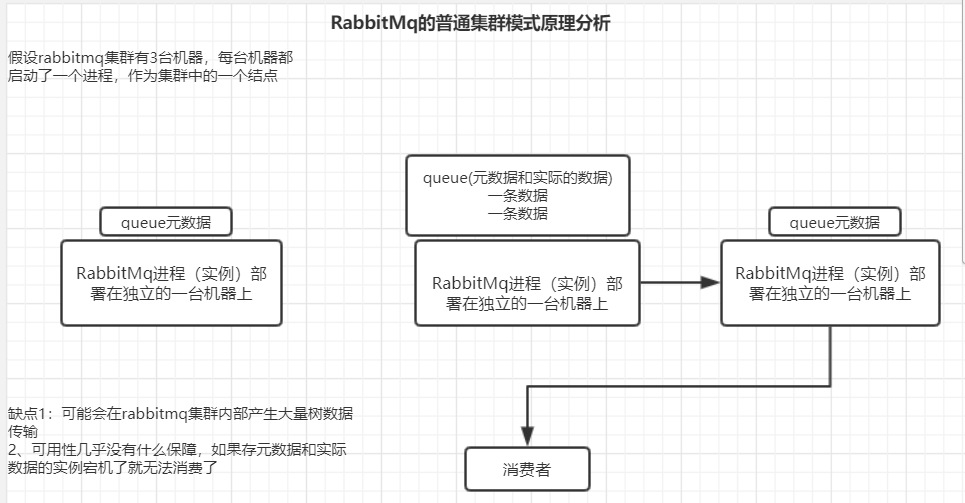 RabbitMq的普通集群模式原理分析
假设rabbitmq集群有3台机器，每台机器都
启动了一个进程，作为集群中的一个结点
queue(元数据和实际的数据)
一条数据
一条数据
queue元数据
queue元数据
RabbitMq进程（实例）部
署在独立的一台机器上
RabbitMq进程（实例）部
署在独立的一台机器上
RabbitMq进程（实例）部
署在独立的一台机器上
缺点1：可能会在rabbitmq集群内部产生大量树数据
传输
2、可用性几乎没有什么保障，如果存元数据和实际
数据的实例宕机了就无法消费了
消费者